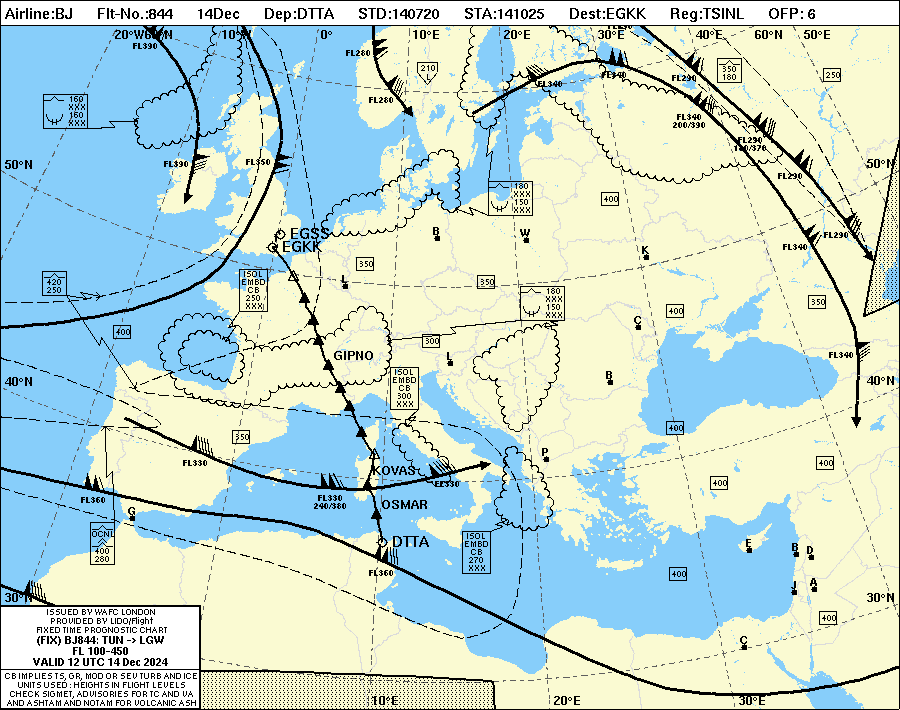 Airline:BJ Flt-No.:844 14Dec Dep:DTTA STD:140720 STA:141025 Dest:EGKK Reg:TSINL OFP: 6
20°W 10° 0° 10°E 20°E 30°E 40°E 60°N 50°E
FL390
FL280
210
L
FL340
FL340
FL290
350
180
250
160
XXX
150
XXX
FL280
FL340
200/390
FL290
180/370
50°N
FL390
FL350
50°N
FL290
180
XXX
150
XXX
400
EGSS
EGKK
B
W
FL290
FL340
K
420
250
ISOL
EMBD
CB
250
XXX
350
L
350
180
XXX
150
XXX
350
400
400
C
300
GIPNO
L
FL340
40°N
ISOL
EMBD
CB
300
XXX
B
40°N
350
400
FL330
KOVAS
FL330
P
400
400
FL360
FL330
240/380
OSMAR
G
OCNL
400
280
DTTA
FL360
ISOL
EMBD
CB
270
XXX
E
B
D
400
J
A
30°N
30°N
400
C
ISSUED BY WAFC LONDON
PROVIDED BY LIDO/Flight
FIXED TIME PROGNOSTIC CHART
(FIX) BJ844: TUN -> LGW
FL 100-450
VALID 12 UTC 14 Dec 2024
CB IMPLIES TS, GR, MOD OR SEV TURB AND ICE
UNITS USED: HEIGHTS IN FLIGHT LEVELS
CHECK SIGMET, ADVISORIES FOR TC AND VA
AND ASHTAM AND NOTAM FOR VOLCANIC ASH
10°E 20°E 30°E